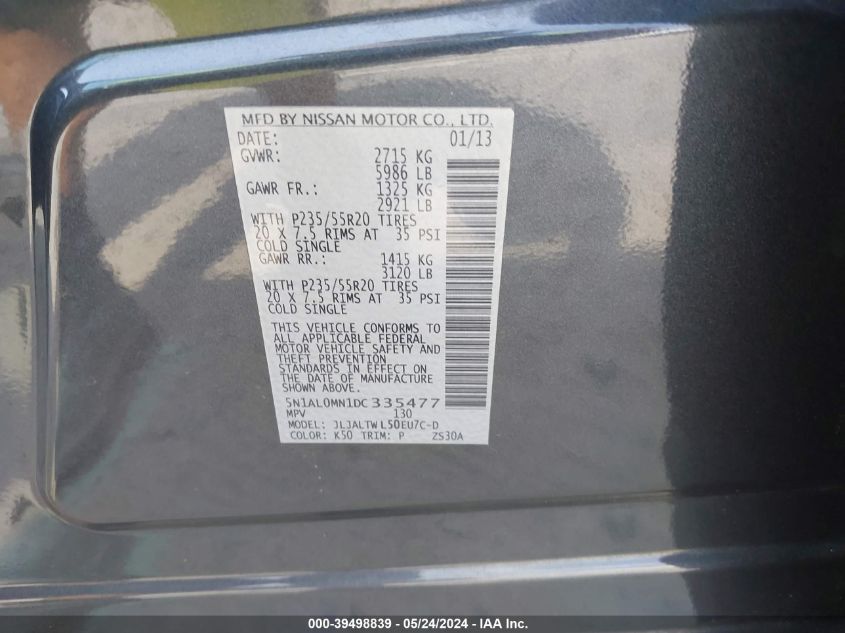 MFD BY NISSAN MOTOR CO., LTD.
DATE: 01/13
GVWR: 2715 KG
5986 LB
GAWR FR.: 1325 KG
2921 LB
WITH P235/55R20 TIRES
20 X 7.5 RIMS AT 35 PSI
COLD SINGLE
GAWR RR.: 1415 KG
3120 LB
WITH P235/55R20 TIRES
20 X 7.5 RIMS AT 35 PSI
COLD SINGLE
THIS VEHICLE CONFORMS TO
ALL APPLICABLE FEDERAL
MOTOR VEHICLE SAFETY AND
THEFT PREVENTION
STANDARDS IN EFFECT ON
THE DATE OF MANUFACTURE
SHOWN ABOVE.
5N1AL0MN1DC335477
MPV 130
MODEL: JLJALTWL50EU7C-D
COLOR: K50 TRIM: P ZS30A
000-39498839 / 05/24/2024 - IAA Inc.